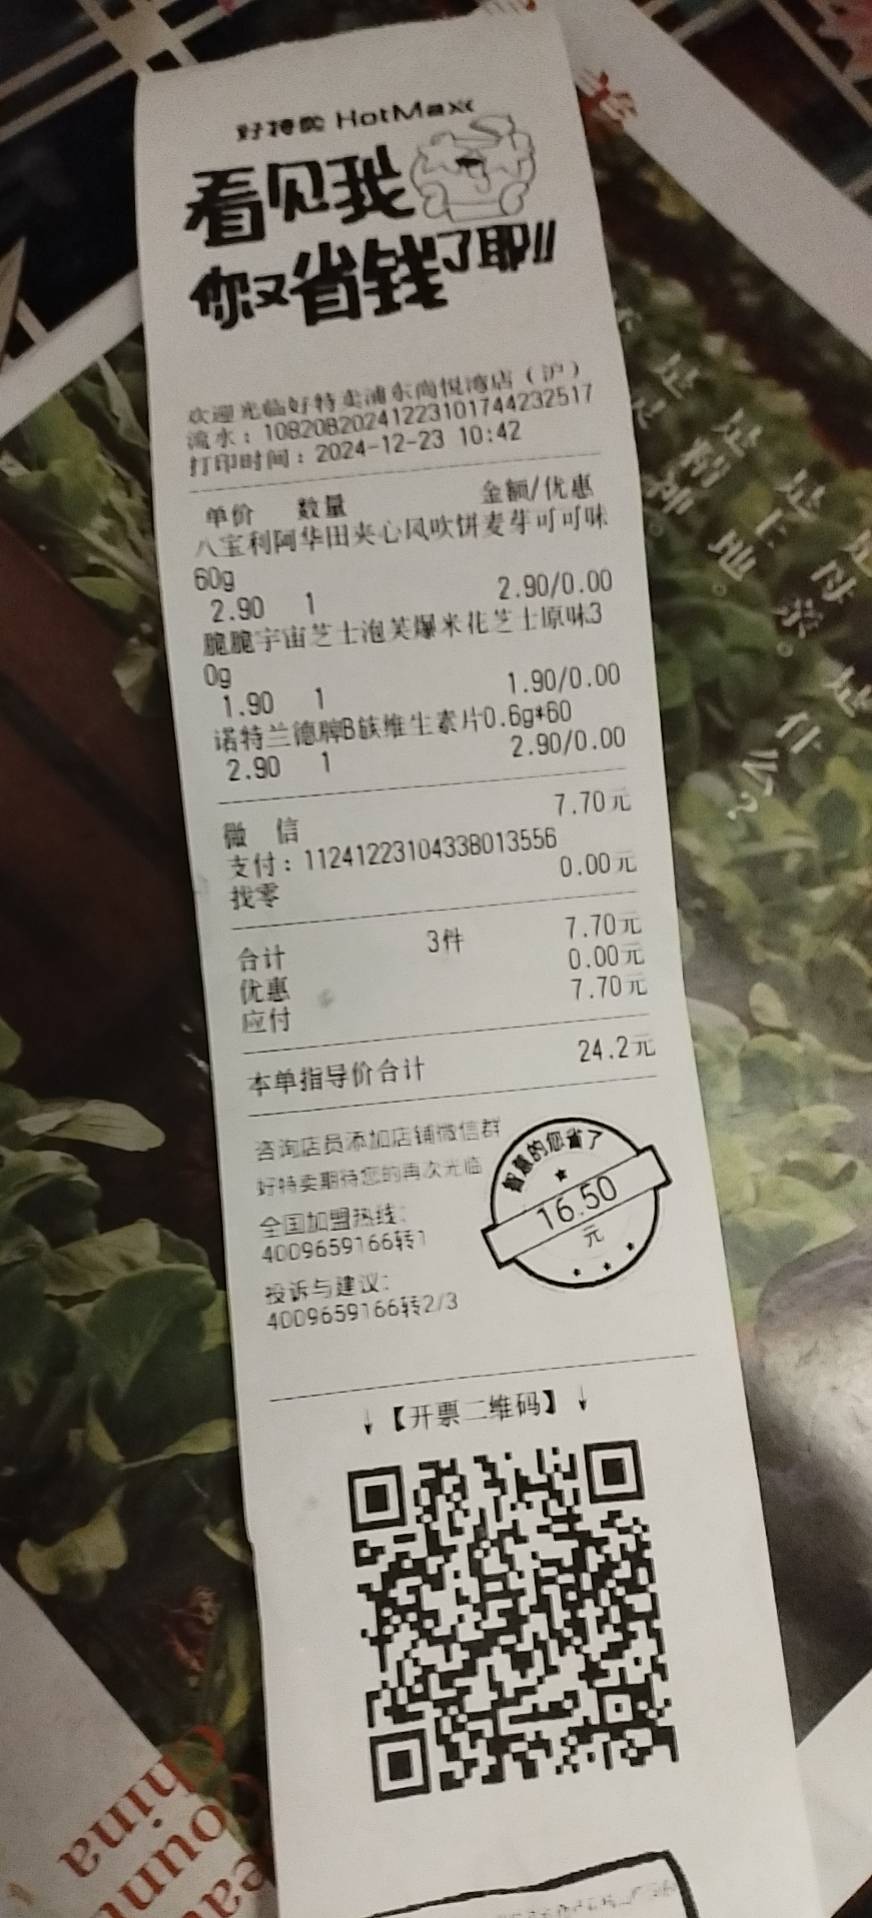 好特卖 HotMaxx
看见我
你又省钱了耶!!
欢迎光临好特卖浦东尚悦湾店(沪)
流水:10820820241223101744232517
打印时间:2024-12-23 10:42
单价 数量 金额/优惠
八宝利阿华田夹心风吹饼麦芽可可味
60g
2.90 1 2.90/0.00
脆脆宇宙芝士泡芙爆米花芝士原味3
0g
1.90 1 1.90/0.00
诺特兰德牌B族维生素片0.6g*60
2.90 1 2.90/0.00
微 信 7.70元
支付:11241223104338013556
找零 0.00元
合计 3件 7.70元
优惠 0.00元
应付 7.70元
本单指导价合计 24.2元
咨询店员添加店铺微信群
好特卖期待您的再次光临
全国加盟热线:
4009659166转1
投诉与建议:
4009659166转2/3
智慧的您省了
16.50
元
↓【开票二维码】↓
是什么?
China